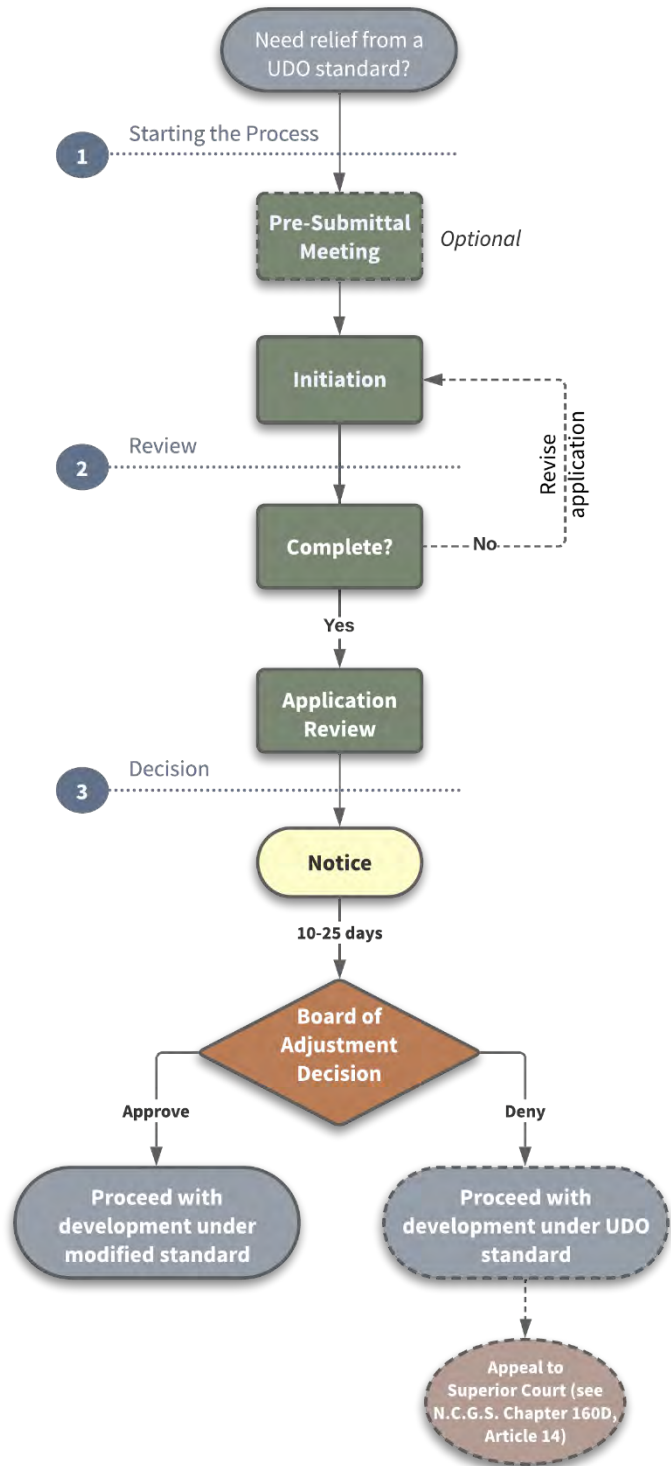 Need relief from a
UDO standard?
1
Starting the Process
Pre-Submittal
Meeting
Optional
Initiation
Revise
application
2
Review
Complete?
No
Yes
Application
Review
3
Decision
Notice
10-25 days
Board of
Adjustment
Decision
Approve
Deny
Proceed with
development under
modified standard
Proceed with
development under UDO
standard
Appeal to
Superior Court (see
N.C.G.S. Chapter 160D,
Article 14)